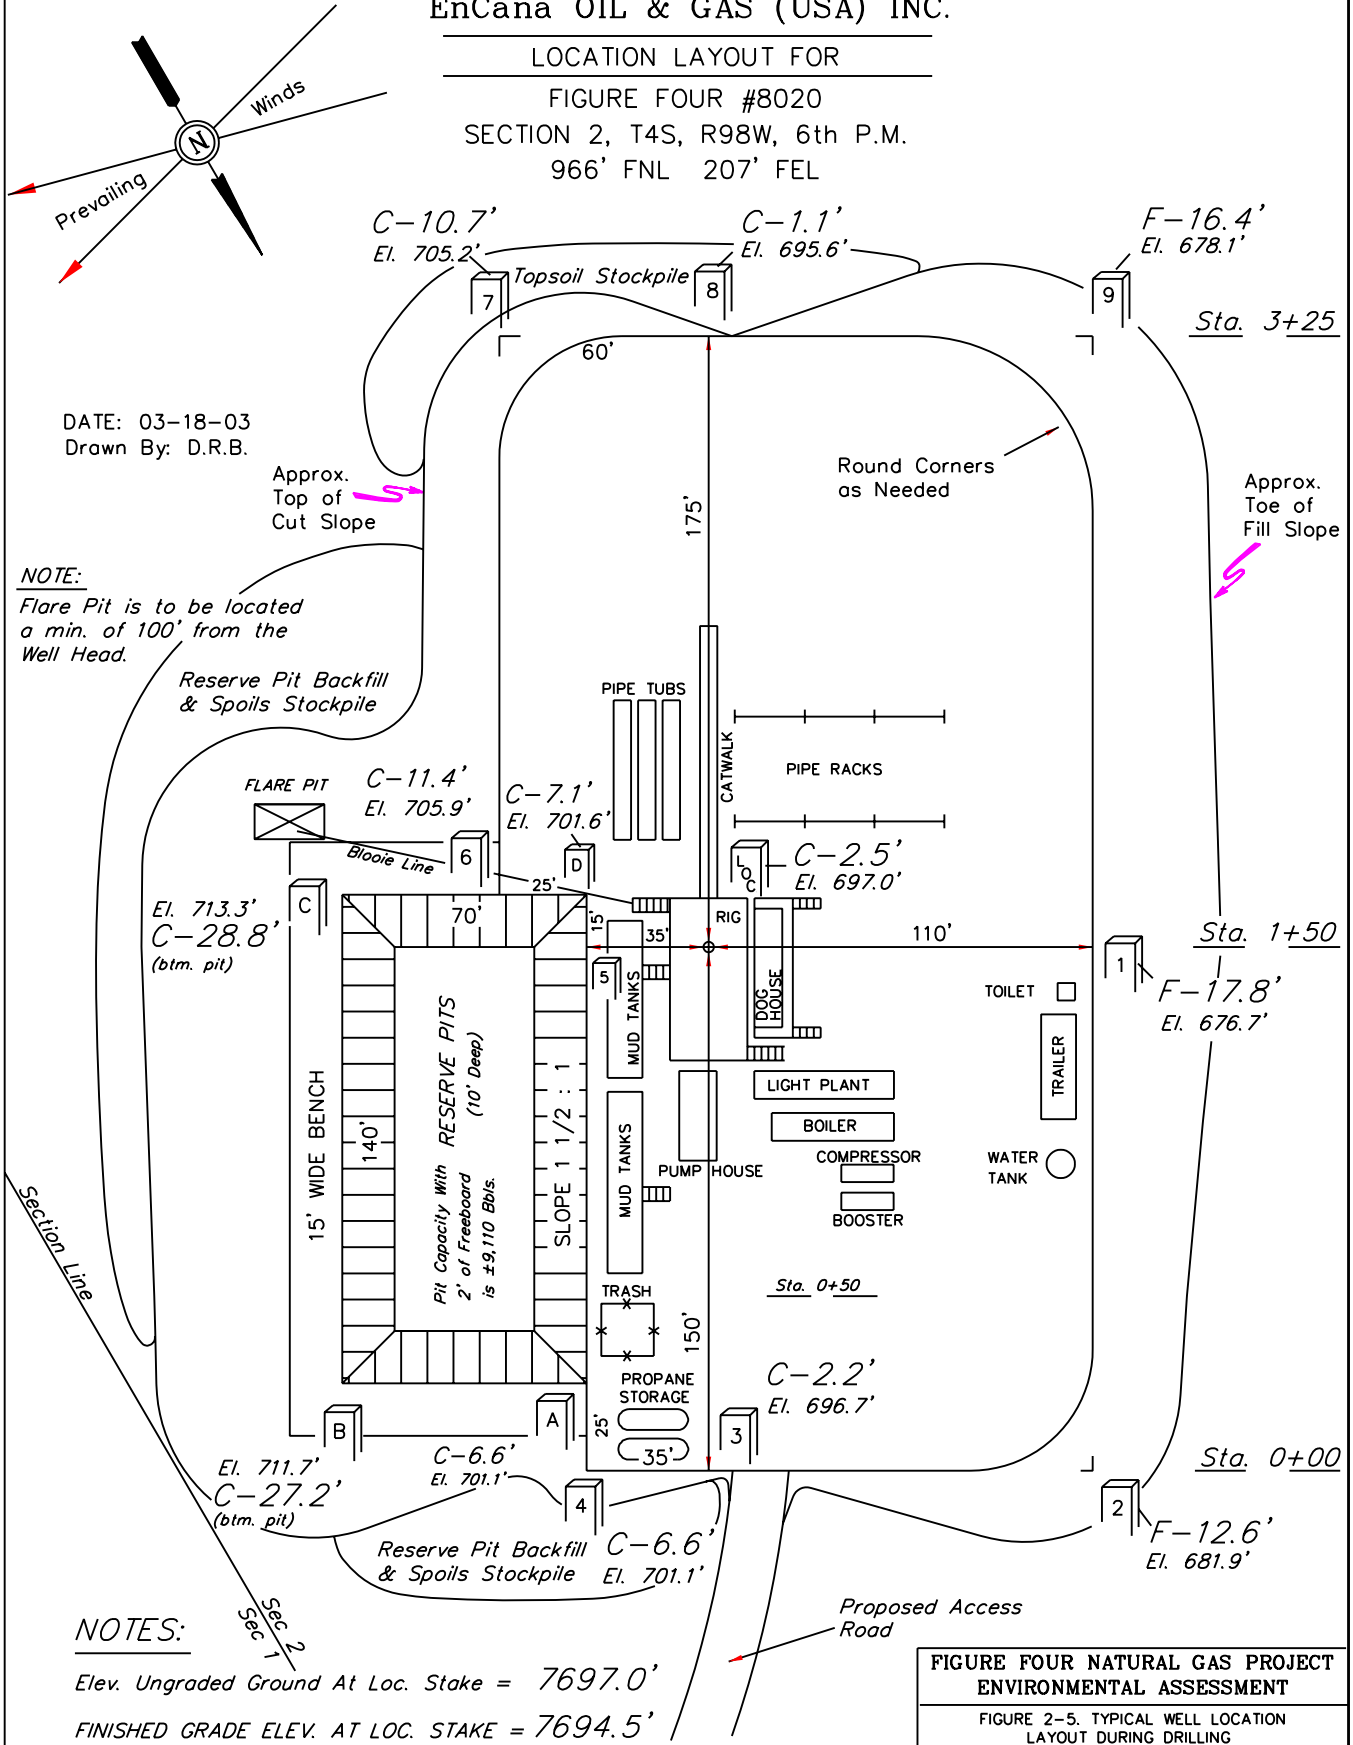 EnCana OIL & GAS (USA) INC.
LOCATION LAYOUT FOR
FIGURE FOUR #8020
SECTION 2, T4S, R98W, 6th P.M.
966' FNL 207' FEL
Winds
N
Prevailing
C-10.7'
El. 705.2'
C-1.1'
El. 695.6'
F-16.4'
El. 678.1'
Topsoil Stockpile
7
8
9
Sta. 3+25
60'
DATE: 03-18-03
Drawn By: D.R.B.
Approx.
Top of
Cut Slope
Round Corners
as Needed
Approx.
Toe of
Fill Slope
175'
NOTE:
Flare Pit is to be located
a min. of 100' from the
Well Head.
Reserve Pit Backfill
& Spoils Stockpile
PIPE TUBS
CATWALK
PIPE RACKS
FLARE PIT
C-11.4'
El. 705.9'
C-7.1'
El. 701.6'
6
D
Blooie Line
25'
LOC
C-2.5'
El. 697.0'
C
El. 713.3'
C-28.8'
(btm. pit)
70'
15'
35'
RIG
110'
Sta. 1+50
5
1
MUD TANKS
DOG
HOUSE
TOILET
F-17.8'
El. 676.7'
TRAILER
RESERVE PITS
(10' Deep)
LIGHT PLANT
BOILER
15' WIDE BENCH
140'
SLOPE 1 1/2 : 1
Pit Capacity With
2' of Freeboard
is ±9,110 Bbls.
MUD TANKS
PUMP HOUSE
COMPRESSOR
BOOSTER
WATER
TANK
Section Line
TRASH
Sta. 0+50
150'
PROPANE
STORAGE
C-2.2'
El. 696.7'
25'
35'
A
B
3
El. 711.7'
C-27.2'
(btm. pit)
C-6.6'
El. 701.1'
4
Sta. 0+00
2
F-12.6'
El. 681.9'
Reserve Pit Backfill
& Spoils Stockpile
C-6.6'
El. 701.1'
Sec 2
Sec 1
Proposed Access
Road
NOTES:
Elev. Ungraded Ground At Loc. Stake = 7697.0'
FINISHED GRADE ELEV. AT LOC. STAKE = 7694.5'
FIGURE FOUR NATURAL GAS PROJECT
ENVIRONMENTAL ASSESSMENT
FIGURE 2-5. TYPICAL WELL LOCATION
LAYOUT DURING DRILLING